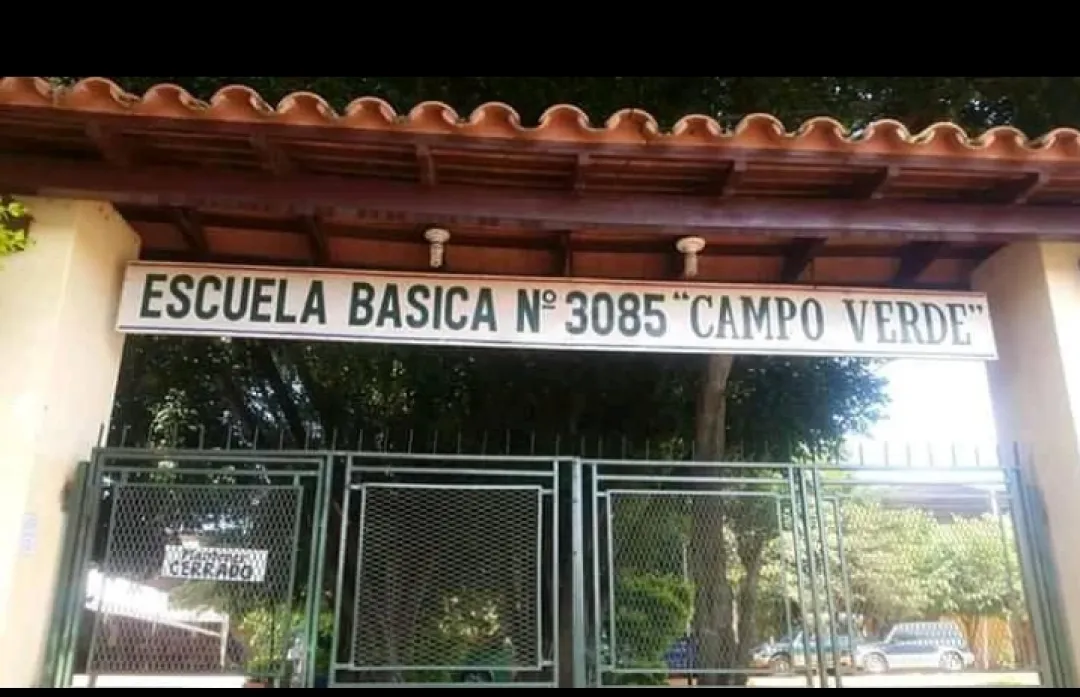 ESCUELA BASICA Nº 3085 "CAMPO VERDE"
CERRADO